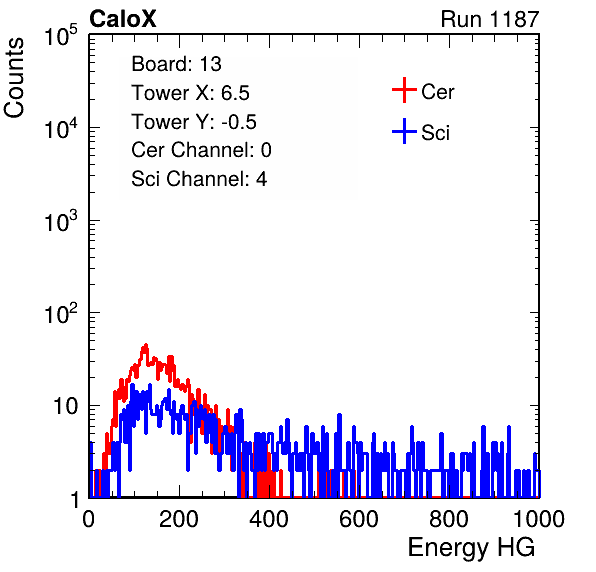 CaloX Run 1187
Counts
10^5
10^4
10^3
10^2
10
1
Board: 13
Tower X: 6.5
Tower Y: -0.5
Cer Channel: 0
Sci Channel: 4
Cer
Sci
0 200 400 600 800 1000
Energy HG